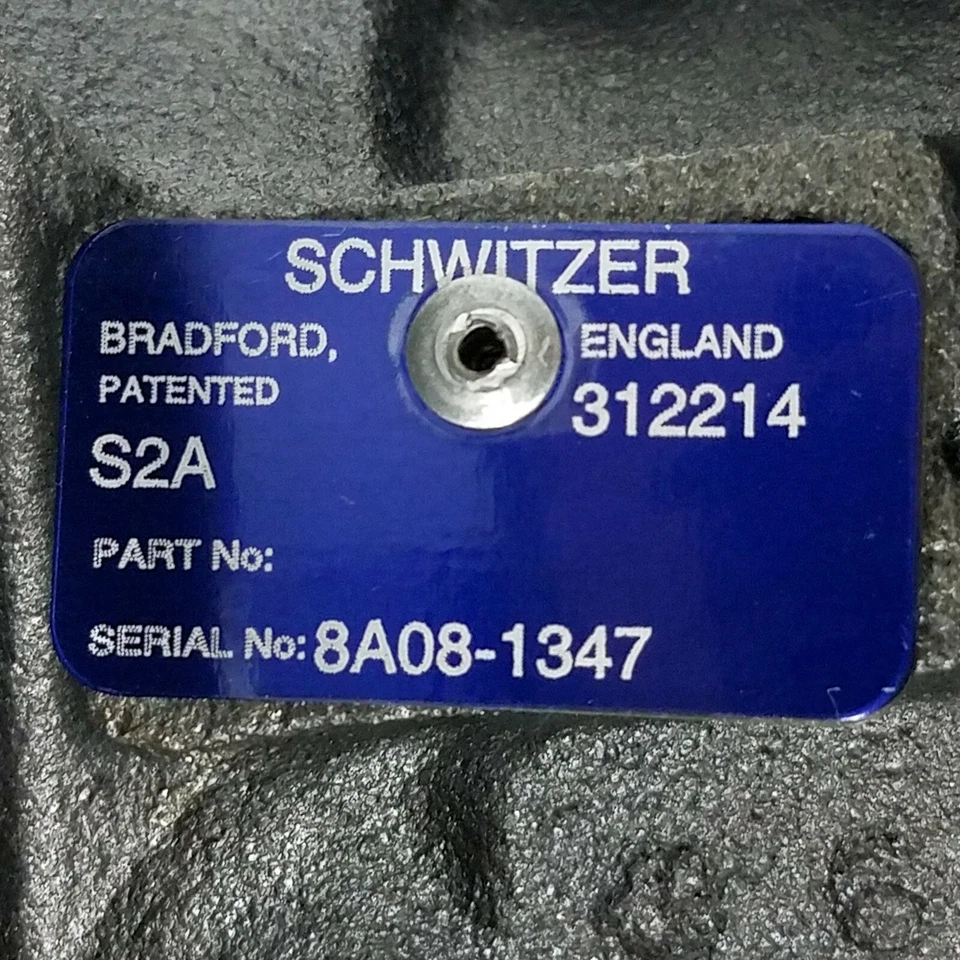 SCHWITZER
BRADFORD, ENGLAND
PATENTED 312214
S2A
PART No:
SERIAL No: 8A08-1347